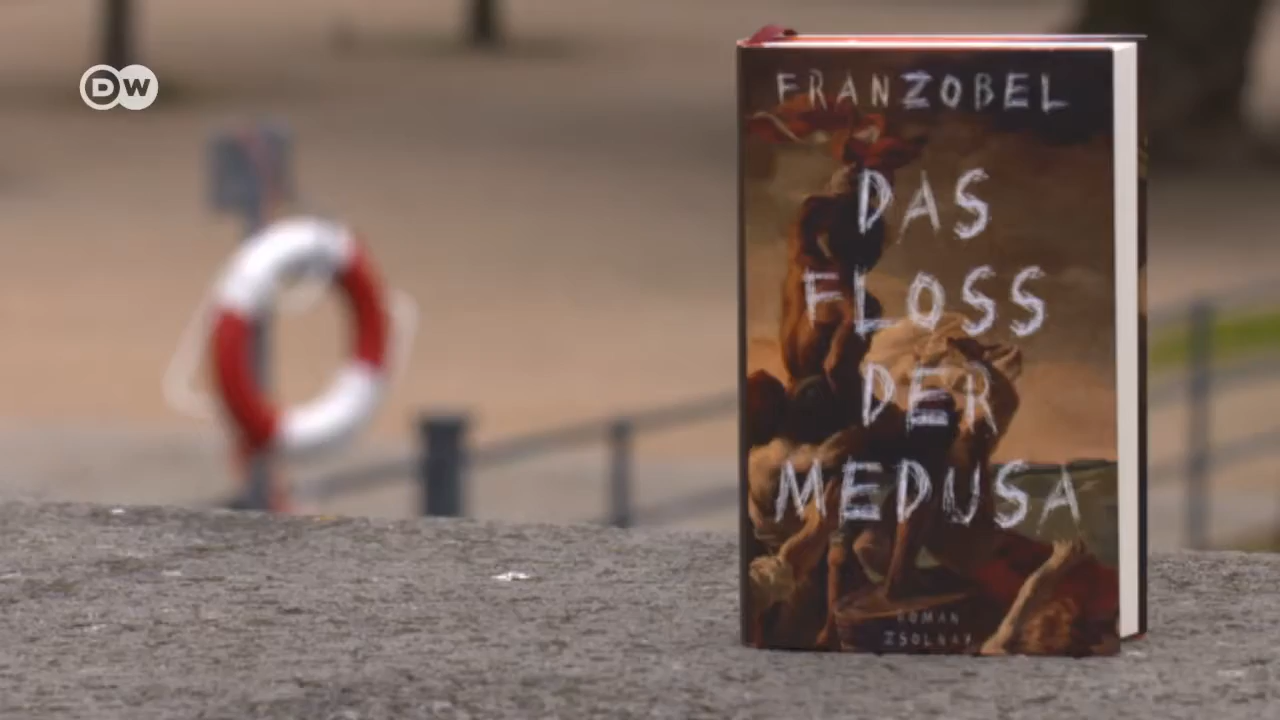 DW
FRANZOBEL
DAS
FLOSS
DER
MEDUSA
ROMAN
ZSOLNAY